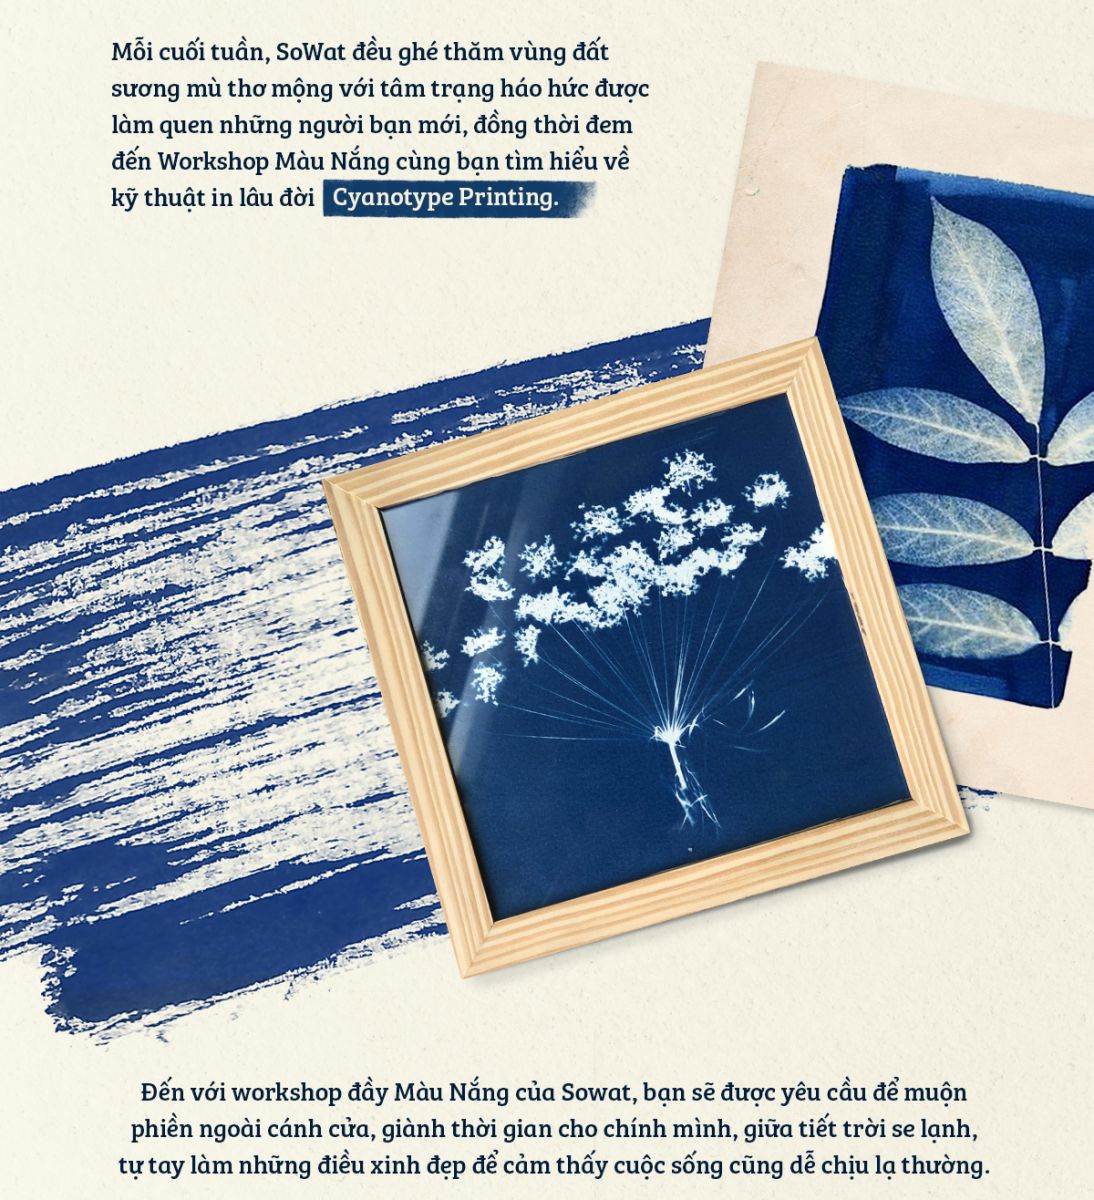 Mỗi cuối tuần, SoWat đều ghé thăm vùng đất
sương mù thơ mộng với tâm trạng háo hức được
làm quen những người bạn mới, đồng thời đem
đến Workshop Màu Nắng cùng bạn tìm hiểu về
kỹ thuật in lâu đời Cyanotype Printing.
Đến với workshop đầy Màu Nắng của Sowat, bạn sẽ được yêu cầu để muộn
phiền ngoài cánh cửa, giành thời gian cho chính mình, giữa tiết trời se lạnh,
tự tay làm những điều xinh đẹp để cảm thấy cuộc sống cũng dễ chịu lạ thường.